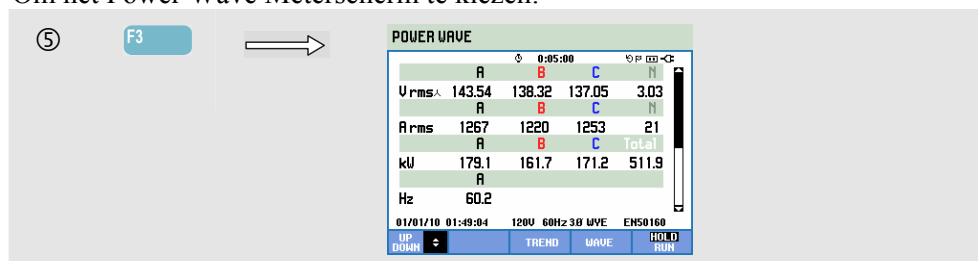 Om het Power Wave Meterscherm te kiezen:
⑤ F3 POWER WAVE
0:05:00
A B C N
Vrms⅄ 143.54 138.32 137.05 3.03
A B C N
Arms 1267 1220 1253 21
A B C Total
kW 179.1 161.7 171.2 511.9
A
Hz 60.2
01/01/10 01:49:04 120V 60Hz 3Ø WYE EN50160
UP DOWN TREND WAVE HOLD RUN